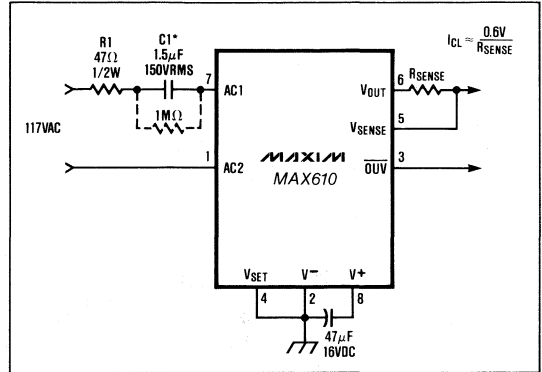 R1
47Ω
1/2W
C1*
1.5μF
150VRMS
I_CL ≈ 0.6V / R_SENSE
7
AC1
1MΩ
117VAC
1
AC2
MAXIM
MAX610
V_OUT
6
R_SENSE
V_SENSE
5
O̅U̅V̅
3
V_SET
V−
V+
4
2
8
47μF
16VDC